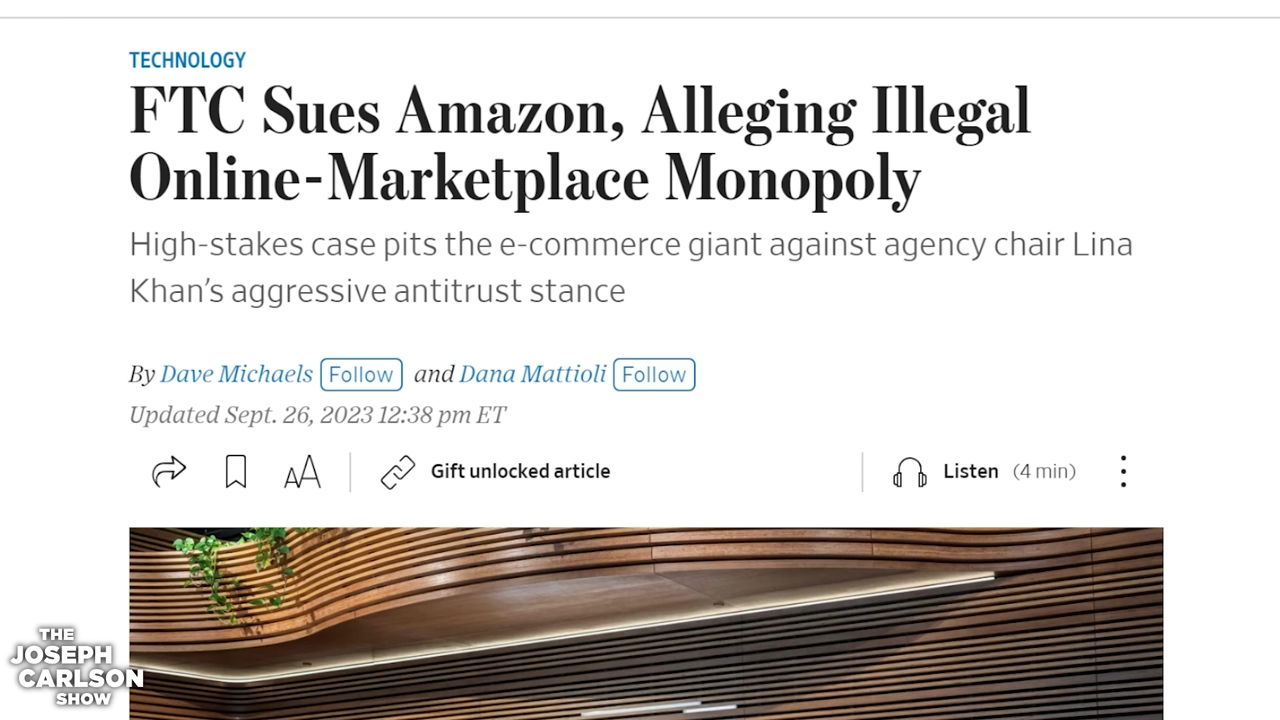 TECHNOLOGY
FTC Sues Amazon, Alleging Illegal
Online-Marketplace Monopoly
High-stakes case pits the e-commerce giant against agency chair Lina
Khan’s aggressive antitrust stance
By Dave Michaels Follow and Dana Mattioli Follow
Updated Sept. 26, 2023 12:38 pm ET
AA Gift unlocked article Listen (4 min)
THE
JOSEPH
CARLSON
SHOW